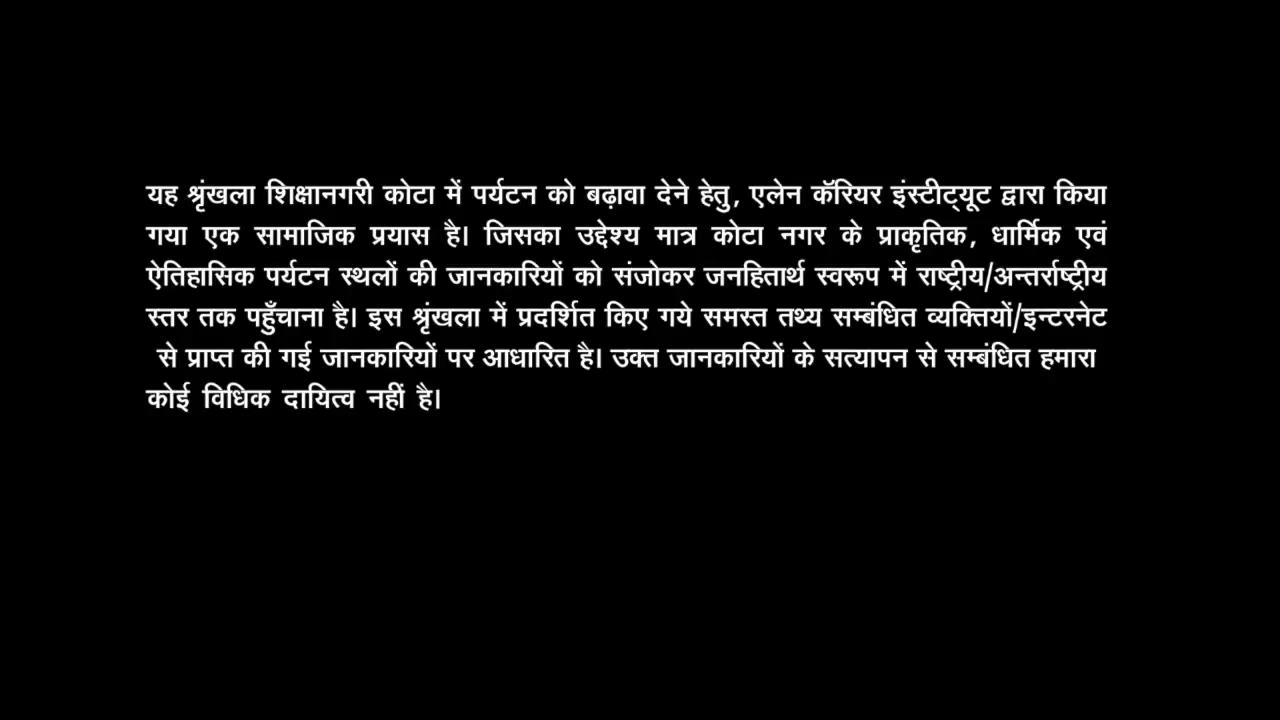 यह श्रृंखला शिक्षानगरी कोटा में पर्यटन को बढ़ावा देने हेतु, एलेन कॅरियर इंस्टीट्यूट द्वारा किया
गया एक सामाजिक प्रयास है। जिसका उद्देश्य मात्र कोटा नगर के प्राकृतिक, धार्मिक एवं
ऐतिहासिक पर्यटन स्थलों की जानकारियों को संजोकर जनहितार्थ स्वरूप में राष्ट्रीय/अन्तर्राष्ट्रीय
स्तर तक पहुँचाना है। इस श्रृंखला में प्रदर्शित किए गये समस्त तथ्य सम्बंधित व्यक्तियों/इन्टरनेट
से प्राप्त की गई जानकारियों पर आधारित है। उक्त जानकारियों के सत्यापन से सम्बंधित हमारा
कोई विधिक दायित्व नहीं है।